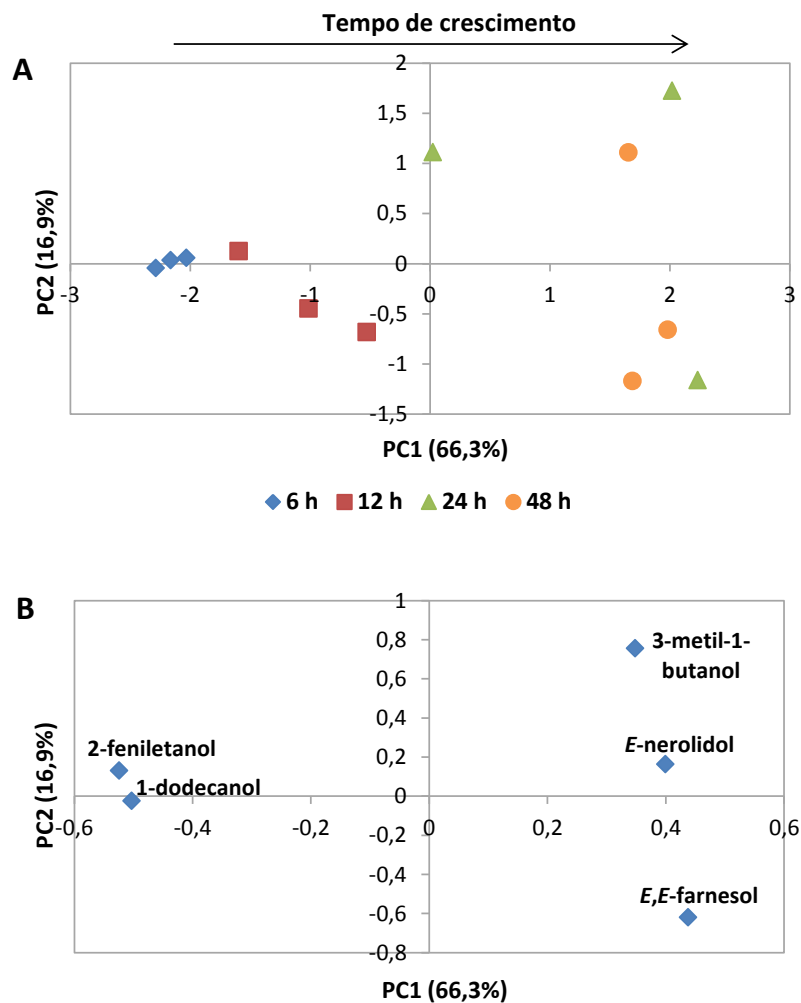 Tempo de crescimento
A
2
1,5
1
0,5
0
-0,5
-1
-1,5
-3
-2
-1
0
1
2
3
PC2 (16,9%)
PC1 (66,3%)
6 h
12 h
24 h
48 h
B
1
0,8
0,6
0,4
0,2
0
-0,2
-0,4
-0,6
-0,8
-0,6
-0,4
-0,2
0
0,2
0,4
0,6
3-metil-1-
butanol
E-nerolidol
2-feniletanol
1-dodecanol
E,E-farnesol
PC2 (16,9%)
PC1 (66,3%)